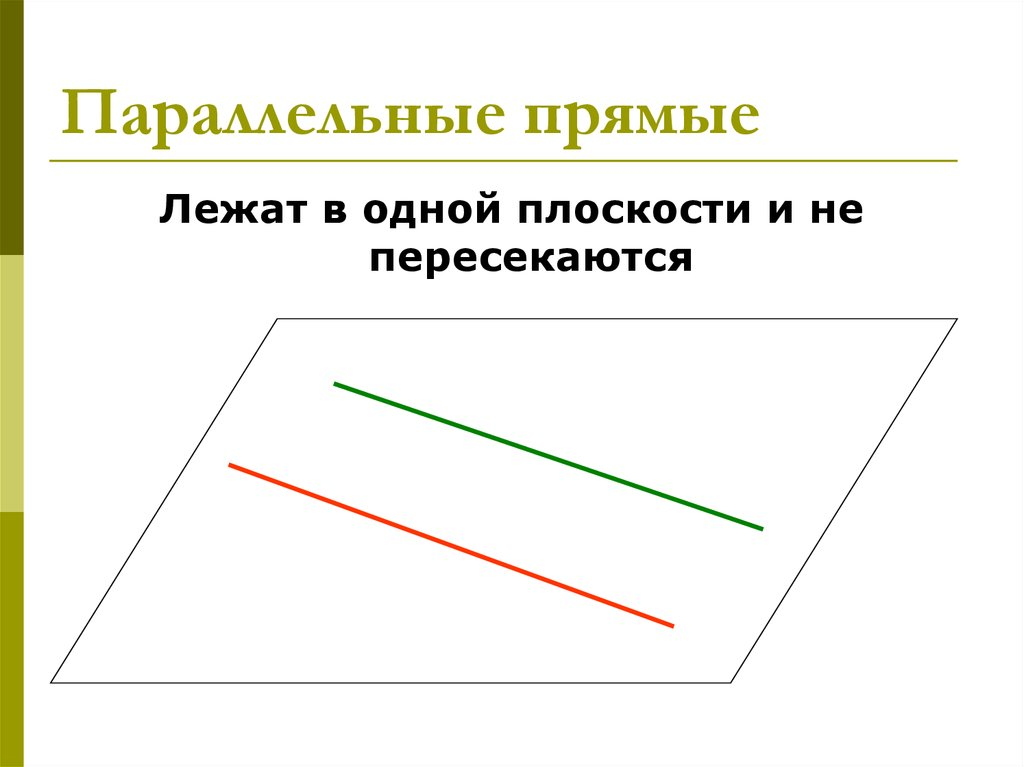 Параллельные прямые
Лежат в одной плоскости и не
пересекаются